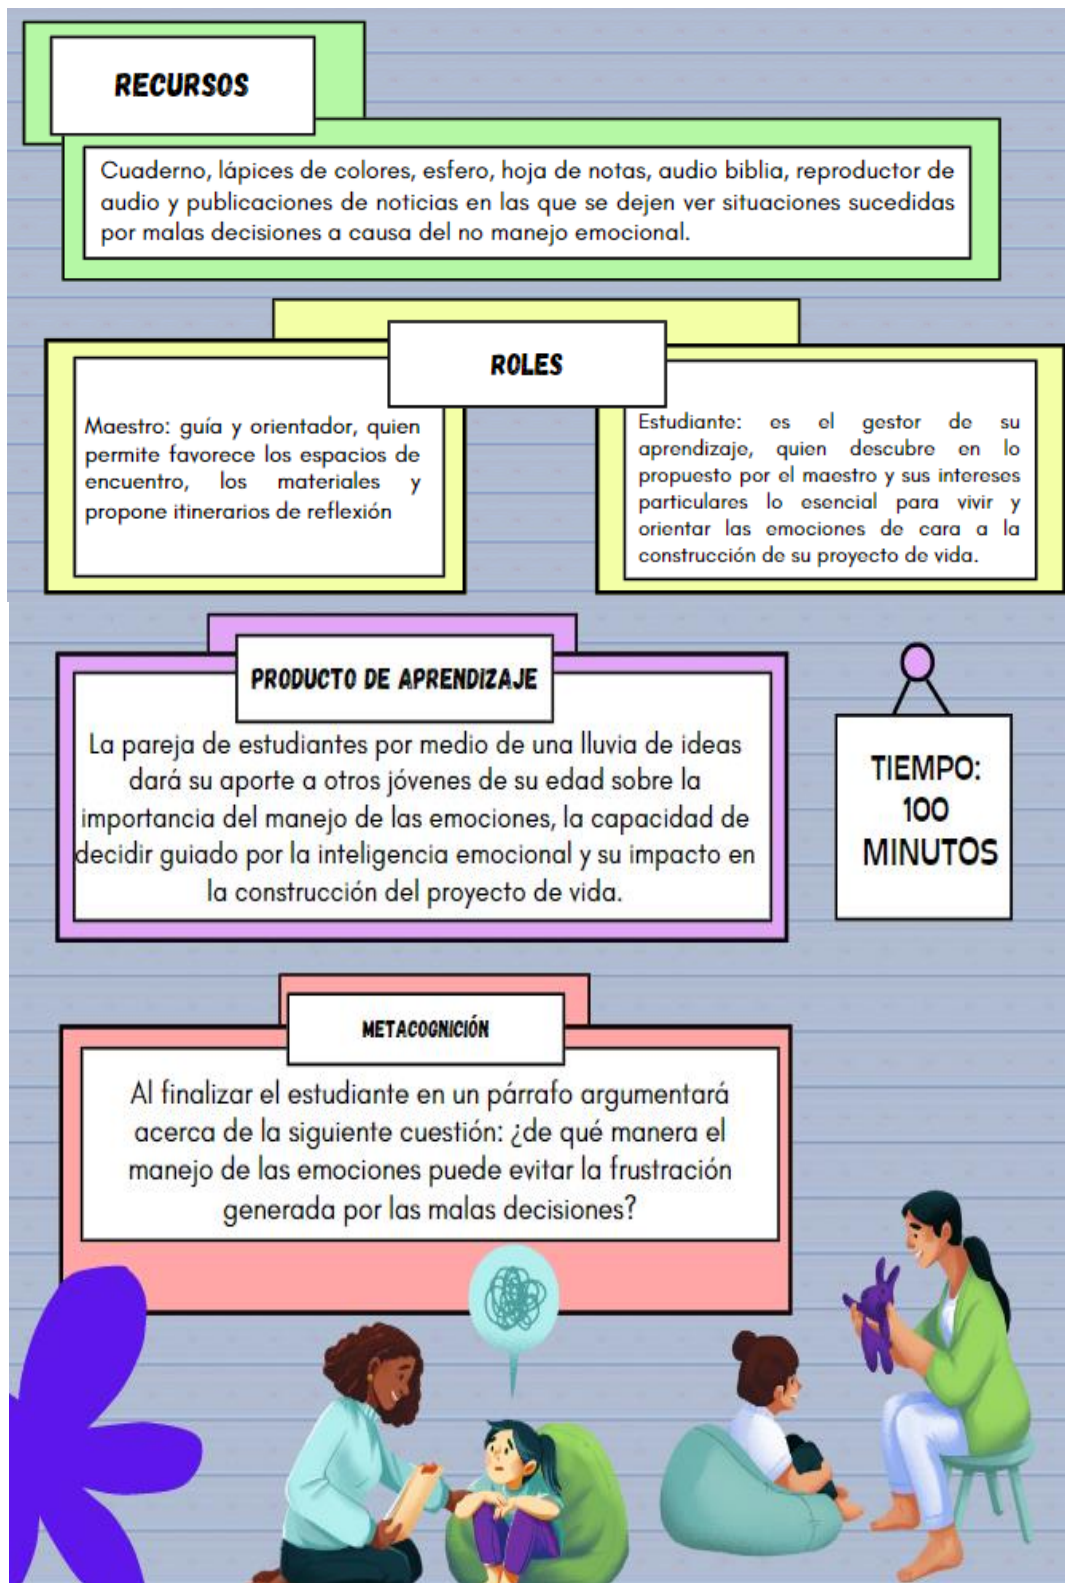 RECURSOS
Cuaderno, lápices de colores, esfero, hoja de notas, audio biblia, reproductor de
audio y publicaciones de noticias en las que se dejen ver situaciones sucedidas
por malas decisiones a causa del no manejo emocional.
ROLES
Maestro: guía y orientador, quien
permite favorece los espacios de
encuentro, los materiales y
propone itinerarios de reflexión
Estudiante: es el gestor de su
aprendizaje, quien descubre en lo
propuesto por el maestro y sus intereses
particulares lo esencial para vivir y
orientar las emociones de cara a la
construcción de su proyecto de vida.
PRODUCTO DE APRENDIZAJE
La pareja de estudiantes por medio de una lluvia de ideas
dará su aporte a otros jóvenes de su edad sobre la
importancia del manejo de las emociones, la capacidad de
decidir guiado por la inteligencia emocional y su impacto en
la construcción del proyecto de vida.
TIEMPO:
100
MINUTOS
METACOGNICIÓN
Al finalizar el estudiante en un párrafo argumentará
acerca de la siguiente cuestión: ¿de qué manera el
manejo de las emociones puede evitar la frustración
generada por las malas decisiones?